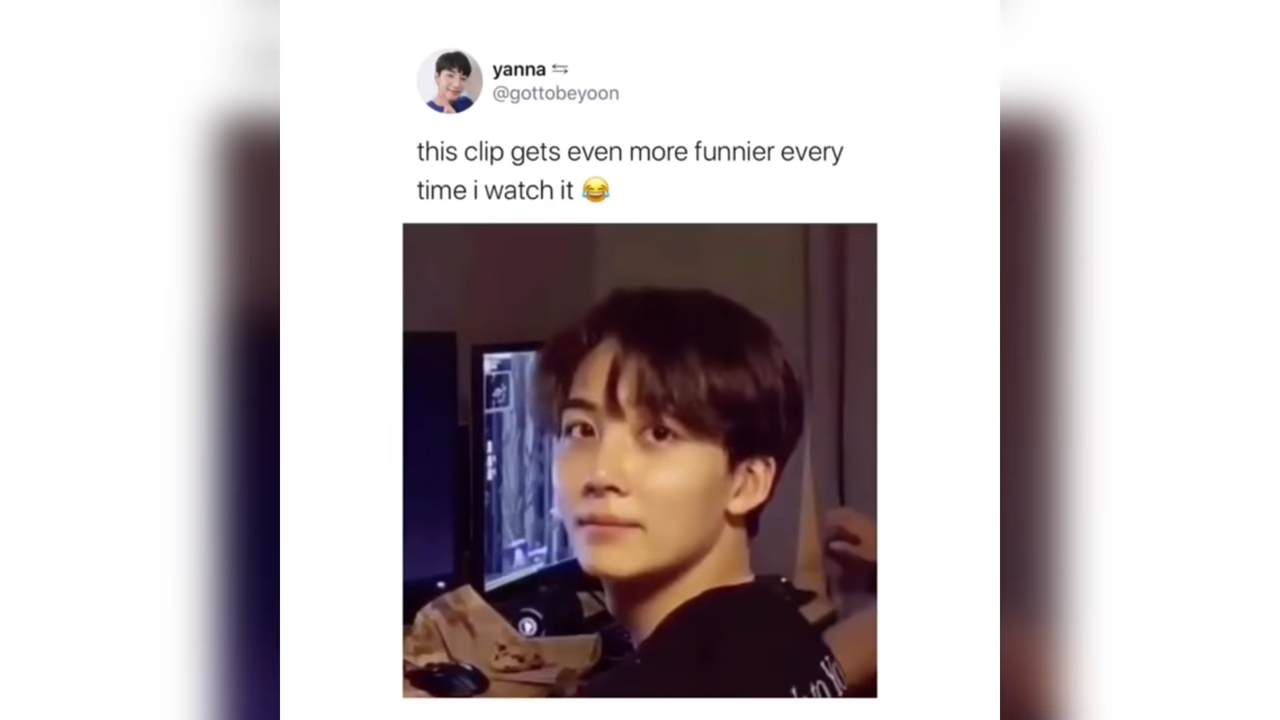 yanna ⇆
@gottobeyoon
this clip gets even more funnier every
time i watch it 😂